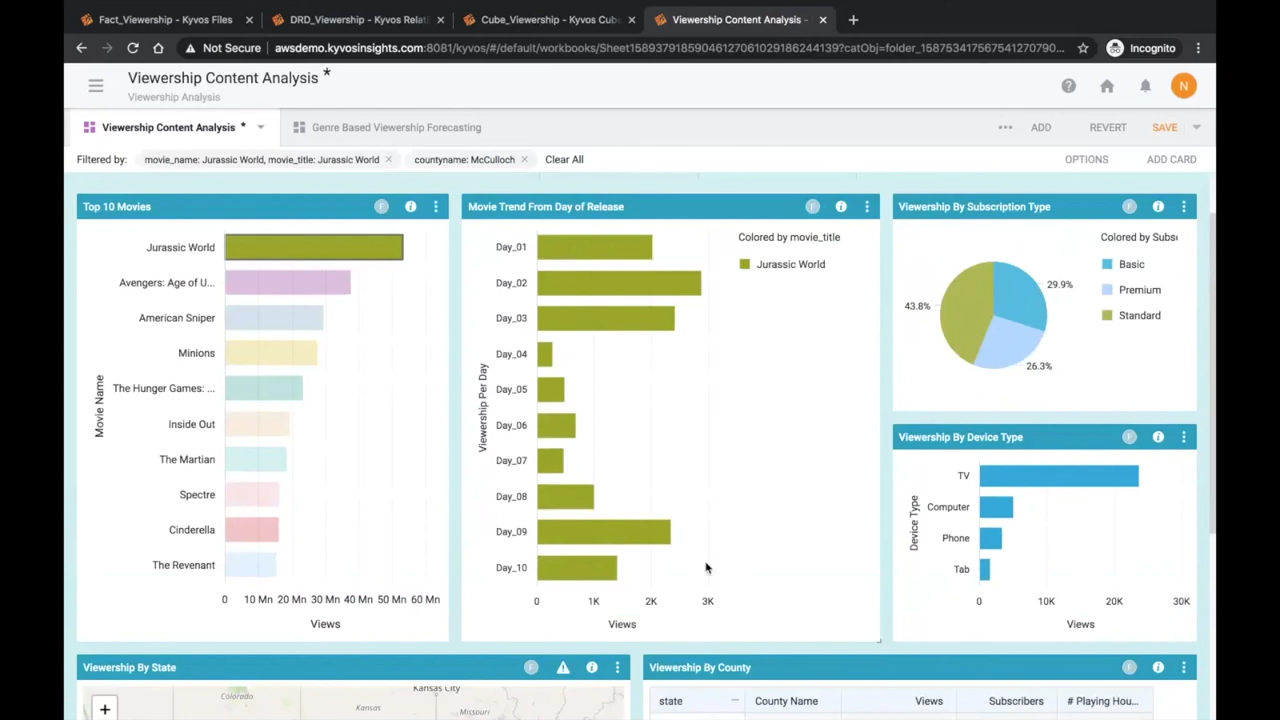 Fact_Viewership - Kyvos Files
DRD_Viewership - Kyvos Relat
Cube_Viewership - Kyvos Cube
Viewership Content Analysis -
Not Secure
awsdemo.kyvosinsights.com:8081/kyvos/#/default/workbooks/Sheet15893791859046127061029186244139?catObj=folder_158753417567541270790...
Incognito
Viewership Content Analysis *
Viewership Analysis
N
Viewership Content Analysis *
Genre Based Viewership Forecasting
ADD
REVERT
SAVE
Filtered by:
movie_name: Jurassic World, movie_title: Jurassic World
countyname: McCulloch
Clear All
OPTIONS
ADD CARD
Top 10 Movies
F
Jurassic World
Avengers: Age of U...
American Sniper
Minions
The Hunger Games: ...
Inside Out
The Martian
Spectre
Cinderella
The Revenant
Movie Name
0 10 Mn 20 Mn 30 Mn 40 Mn 50 Mn 60 Mn
Views
Movie Trend From Day of Release
F
Day_01
Day_02
Day_03
Day_04
Day_05
Day_06
Day_07
Day_08
Day_09
Day_10
Viewership Per Day
0 1K 2K 3K
Views
Colored by movie_title
Jurassic World
Viewership By Subscription Type
F
43.8%
29.9%
26.3%
Colored by Subs
Basic
Premium
Standard
Viewership By Device Type
F
TV
Computer
Phone
Tab
Device Type
0 10K 20K 30K
Views
Viewership By State
F
+
Colorado
Kansas
Kansas City
Missouri
Viewership By County
F
state
County Name
Views
Subscribers
# Playing Hou...